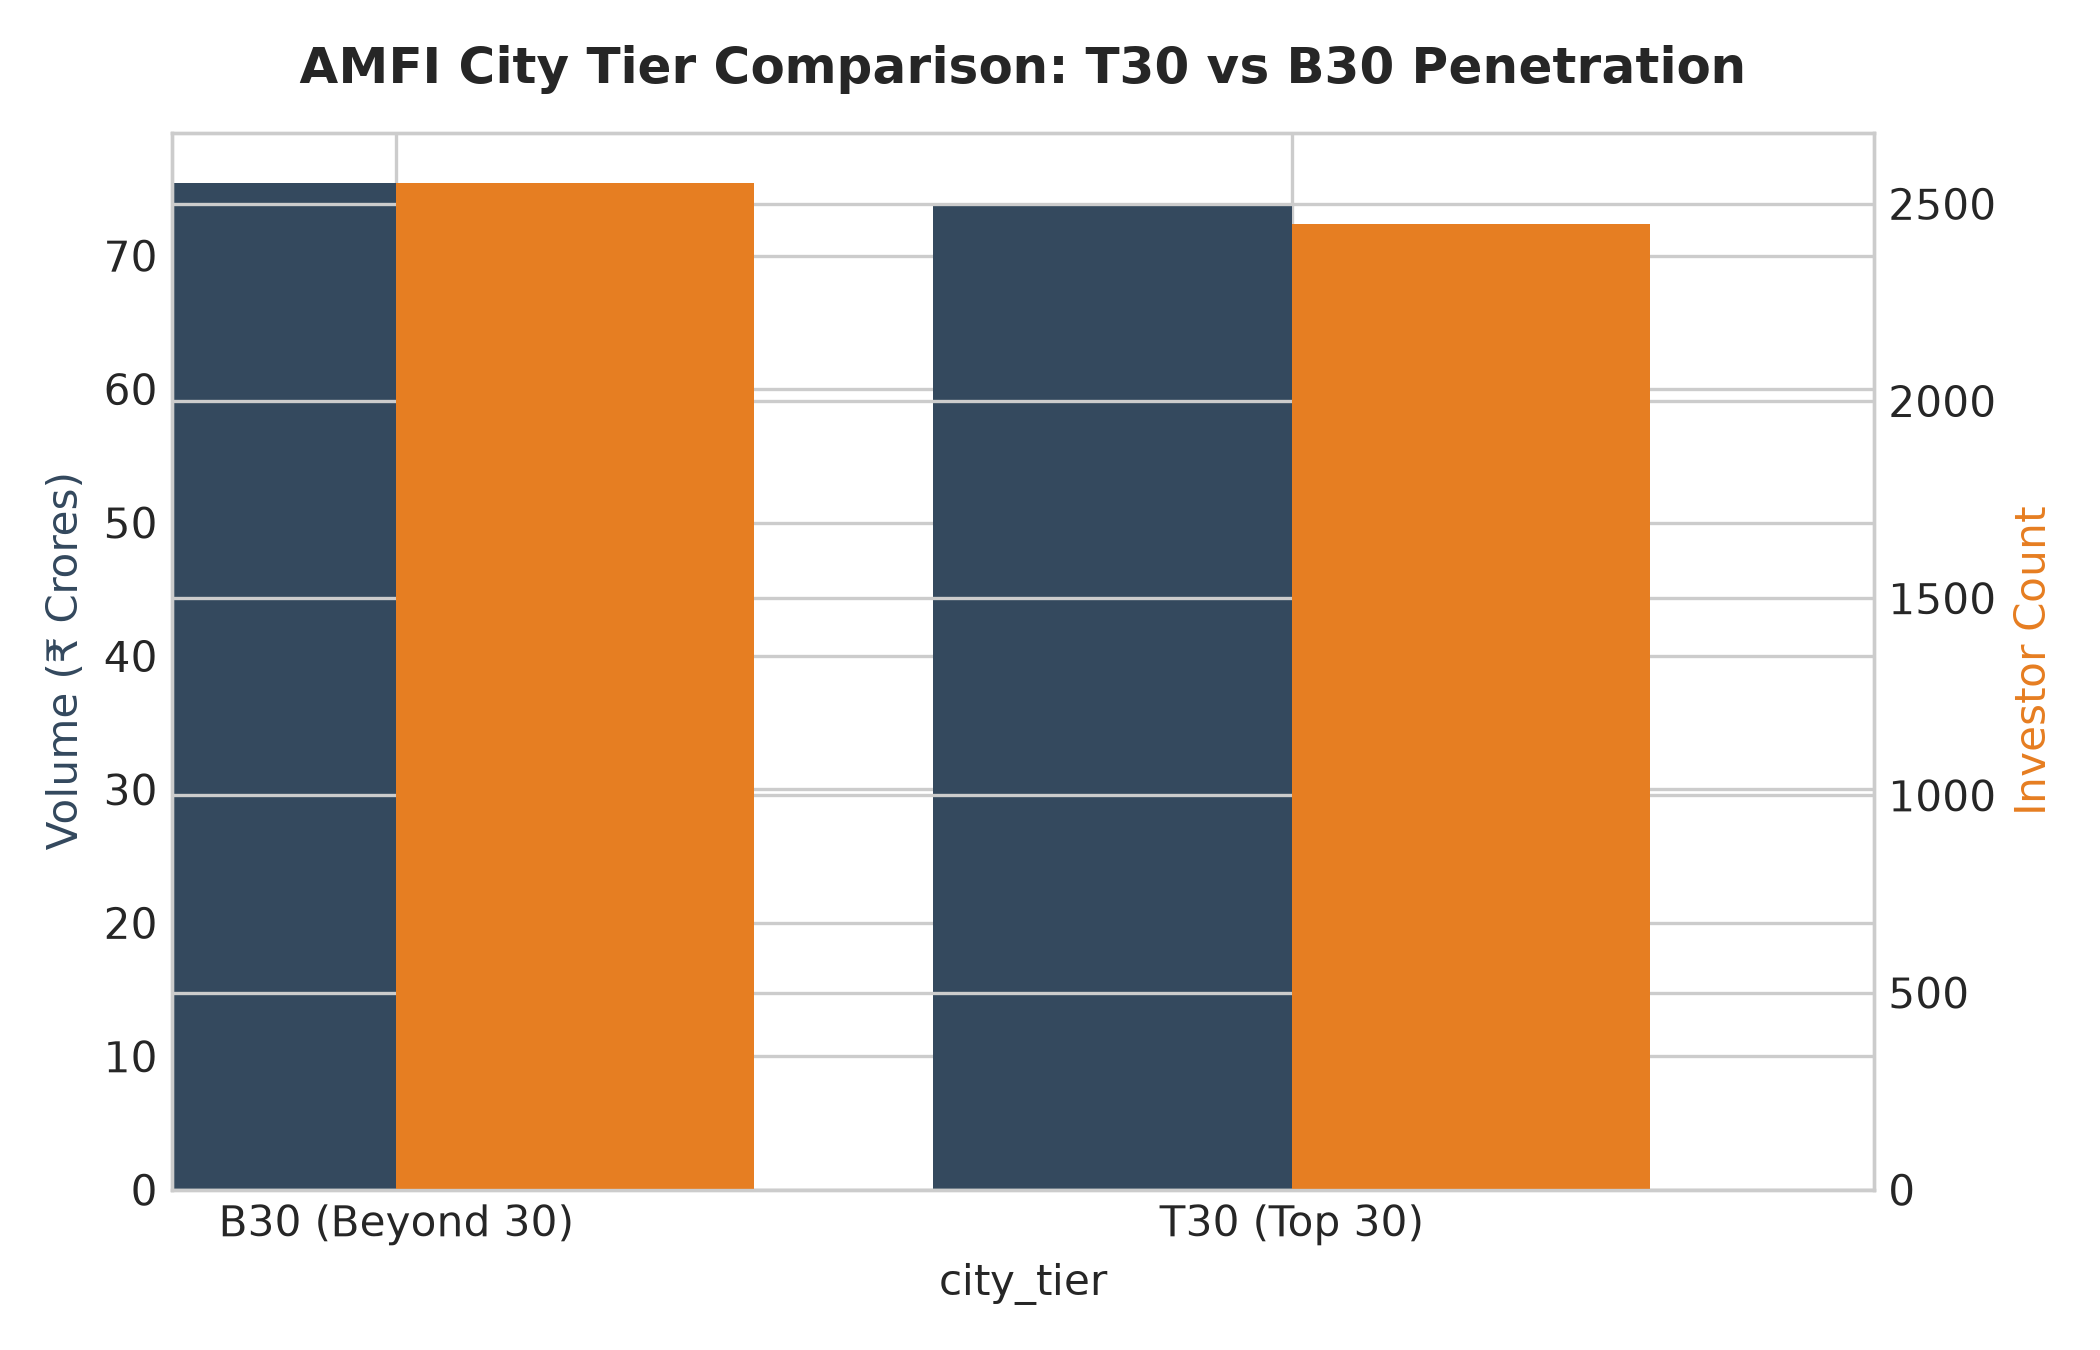 AMFI City Tier Comparison: T30 vs B30 Penetration
Volume (₹ Crores)
70
60
50
40
30
20
10
0
2500
2000
1500
1000
500
0
Investor Count
B30 (Beyond 30)
T30 (Top 30)
city_tier